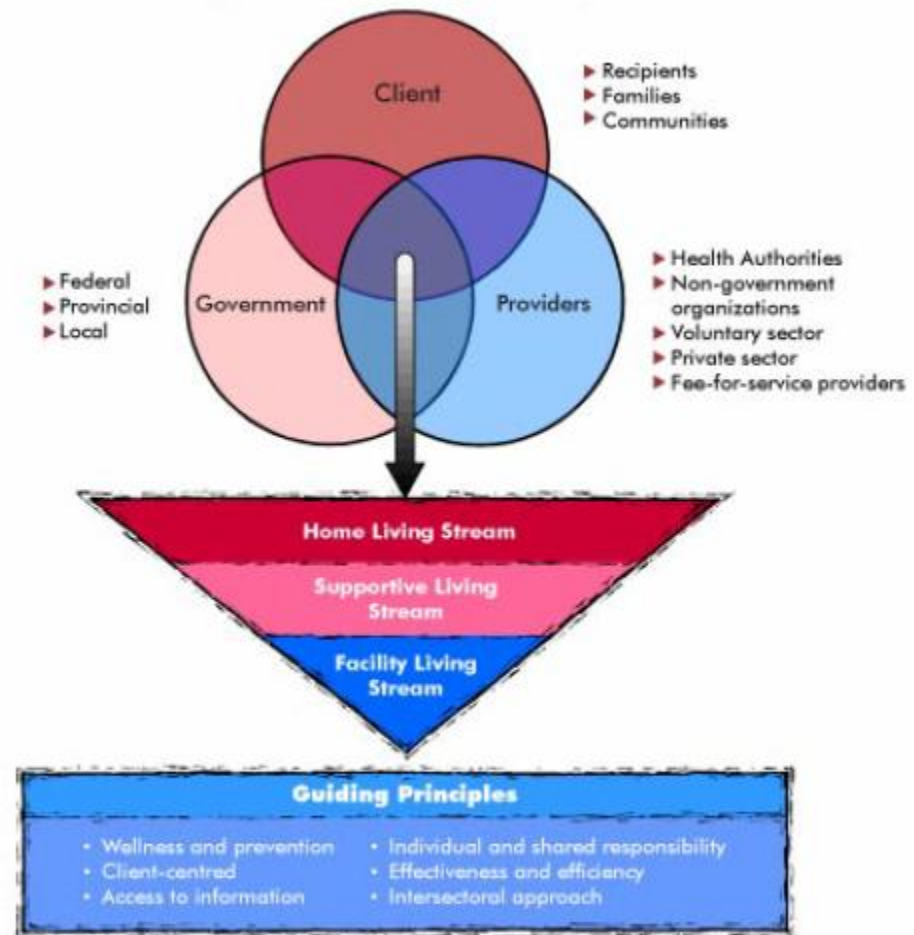 Client
▶ Recipients
▶ Families
▶ Communities
Government
▶ Federal
▶ Provincial
▶ Local
Providers
▶ Health Authorities
▶ Non-government
organizations
▶ Voluntary sector
▶ Private sector
▶ Fee-for-service providers
Home Living Stream
Supportive Living
Stream
Facility Living
Stream
Guiding Principles
• Wellness and prevention
• Client-centred
• Access to information
• Individual and shared responsibility
• Effectiveness and efficiency
• Intersectoral approach